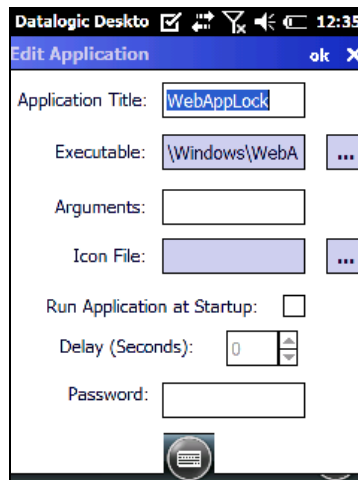 Datalogic Deskto 12:35
Edit Application ok X
Application Title: WebAppLock
Executable: \Windows\WebA ...
Arguments:
Icon File: ...
Run Application at Startup:
Delay (Seconds): 0
Password: